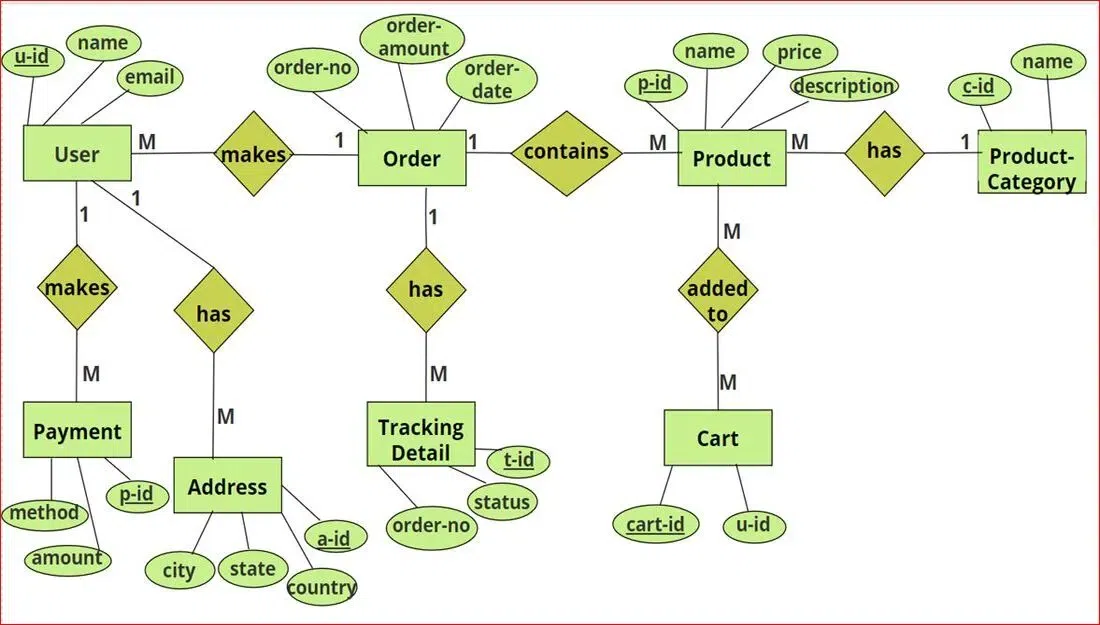 u-id
name
email
order-no
order-
amount
order-
date
p-id
name
price
description
c-id
name
User
M
makes
1
Order
1
contains
M
Product
M
has
1
Product-
Category
1
1
1
M
makes
has
has
added
to
M
M
M
M
Payment
Address
Tracking
Detail
Cart
method
amount
p-id
city
state
country
a-id
order-no
status
t-id
cart-id
u-id